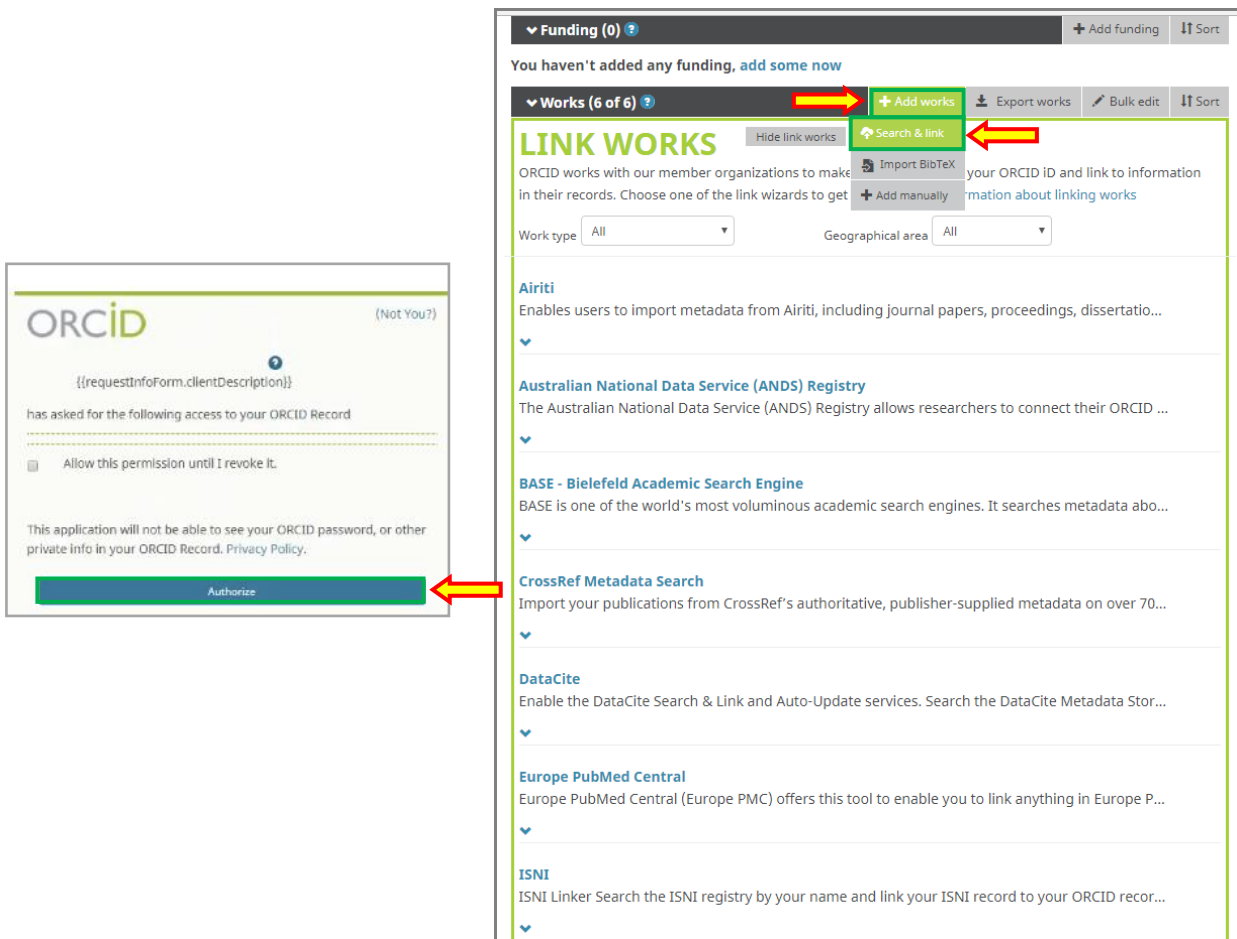 ORCiD
(Not You?)
{{requestInfoForm.clientDescription}}
has asked for the following access to your ORCID Record
Allow this permission until I revoke it.
This application will not be able to see your ORCID password, or other
private info in your ORCID Record. Privacy Policy.
Authorize
Funding (0)
Add funding
Sort
You haven't added any funding, add some now
Works (6 of 6)
Add works
Export works
Bulk edit
Sort
LINK WORKS
Hide link works
Search & link
Import BibTeX
Add manually
ORCID works with our member organizations to make your ORCID iD and link to information
in their records. Choose one of the link wizards to get rmation about linking works
Work type All
Geographical area All
Airiti
Enables users to import metadata from Airiti, including journal papers, proceedings, dissertatio...
Australian National Data Service (ANDS) Registry
The Australian National Data Service (ANDS) Registry allows researchers to connect their ORCID ...
BASE - Bielefeld Academic Search Engine
BASE is one of the world's most voluminous academic search engines. It searches metadata abo...
CrossRef Metadata Search
Import your publications from CrossRef's authoritative, publisher-supplied metadata on over 70...
DataCite
Enable the DataCite Search & Link and Auto-Update services. Search the DataCite Metadata Stor...
Europe PubMed Central
Europe PubMed Central (Europe PMC) offers this tool to enable you to link anything in Europe P...
ISNI
ISNI Linker Search the ISNI registry by your name and link your ISNI record to your ORCID recor...